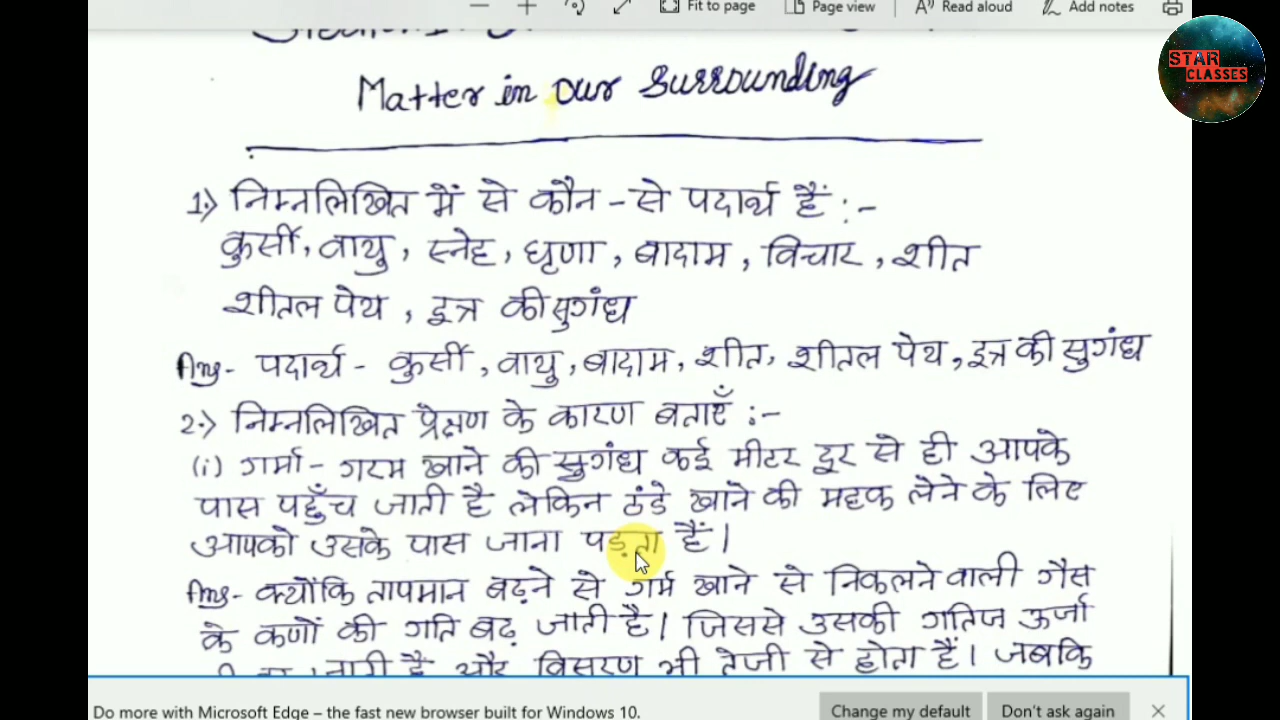 Fit to page Page view Read aloud Add notes
STAR
CLASSES
Matter in our Surrounding
1.) निम्नलिखित में से कौन-से पदार्थ हैं :-
कुर्सी, वायु, स्नेह, घृणा, बादाम, विचार, शीत
शीतल पेय, इत्र की सुगंध
Ans- पदार्थ - कुर्सी, वायु, बादाम, शीत, शीतल पेय, इत्र की सुगंध
2.) निम्नलिखित प्रेक्षण के कारण बताएँ :-
(i) गर्मा - गरम खाने की सुगंध कई मीटर दूर से ही आपके
पास पहुँच जाती है लेकिन ठंडे खाने की महक लेने के लिए
आपको उसके पास जाना पड़ता हैं।
Ans- क्योंकि तापमान बढ़ने से गर्म खाने से निकलने वाली गैस
के कणों की गति बढ़ जाती है। जिससे उसकी गतिज ऊर्जा
है और विसरण भी तेजी से होता हैं। जबकि
Do more with Microsoft Edge – the fast new browser built for Windows 10. Change my default Don't ask again